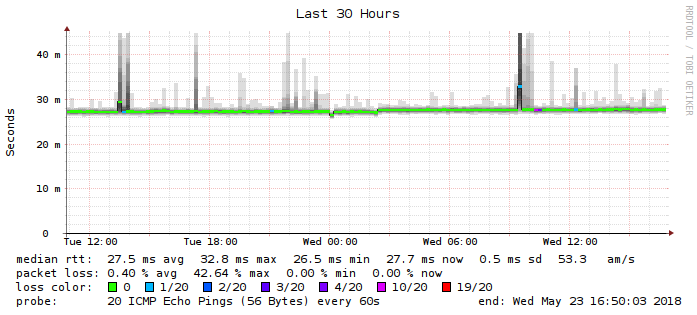 Last 30 Hours
RRDTOOL / TOBI OETIKER
Seconds
40 m
30 m
20 m
10 m
0
Tue 12:00 Tue 18:00 Wed 00:00 Wed 06:00 Wed 12:00
median rtt: 27.5 ms avg 32.8 ms max 26.5 ms min 27.7 ms now 0.5 ms sd 53.3 am/s
packet loss: 0.40 % avg 42.64 % max 0.00 % min 0.00 % now
loss color: 0 1/20 2/20 3/20 4/20 10/20 19/20
probe: 20 ICMP Echo Pings (56 Bytes) every 60s end: Wed May 23 16:50:03 2018